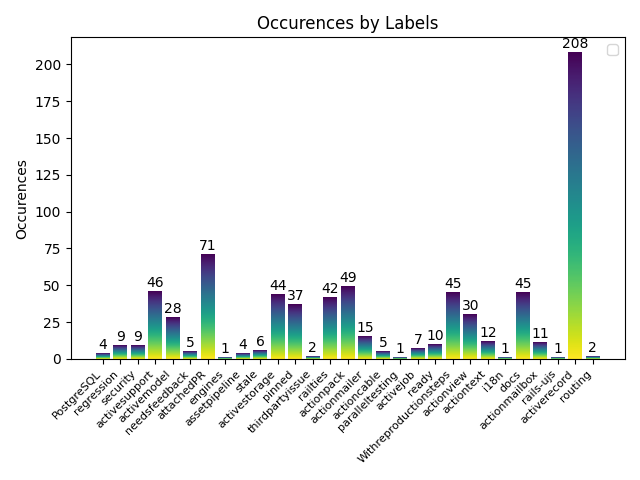 Occurences by Labels
208
200
175
150
125
100
75
50
25
0
Occurences
4
9
9
46
28
5
71
1
4
6
44
37
2
42
49
15
5
1
7
10
45
30
12
1
45
11
1
2
PostgreSQL
regression
security
activesupport
activemodel
needsfeedback
attachedPR
engines
assetpipeline
stale
activestorage
pinned
thirdpartyissue
railties
actionpack
actionmailer
actioncable
paralleltesting
activejob
ready
Withreproductionsteps
actionview
actiontext
i18n
docs
actionmailbox
rails-ujs
activerecord
routing